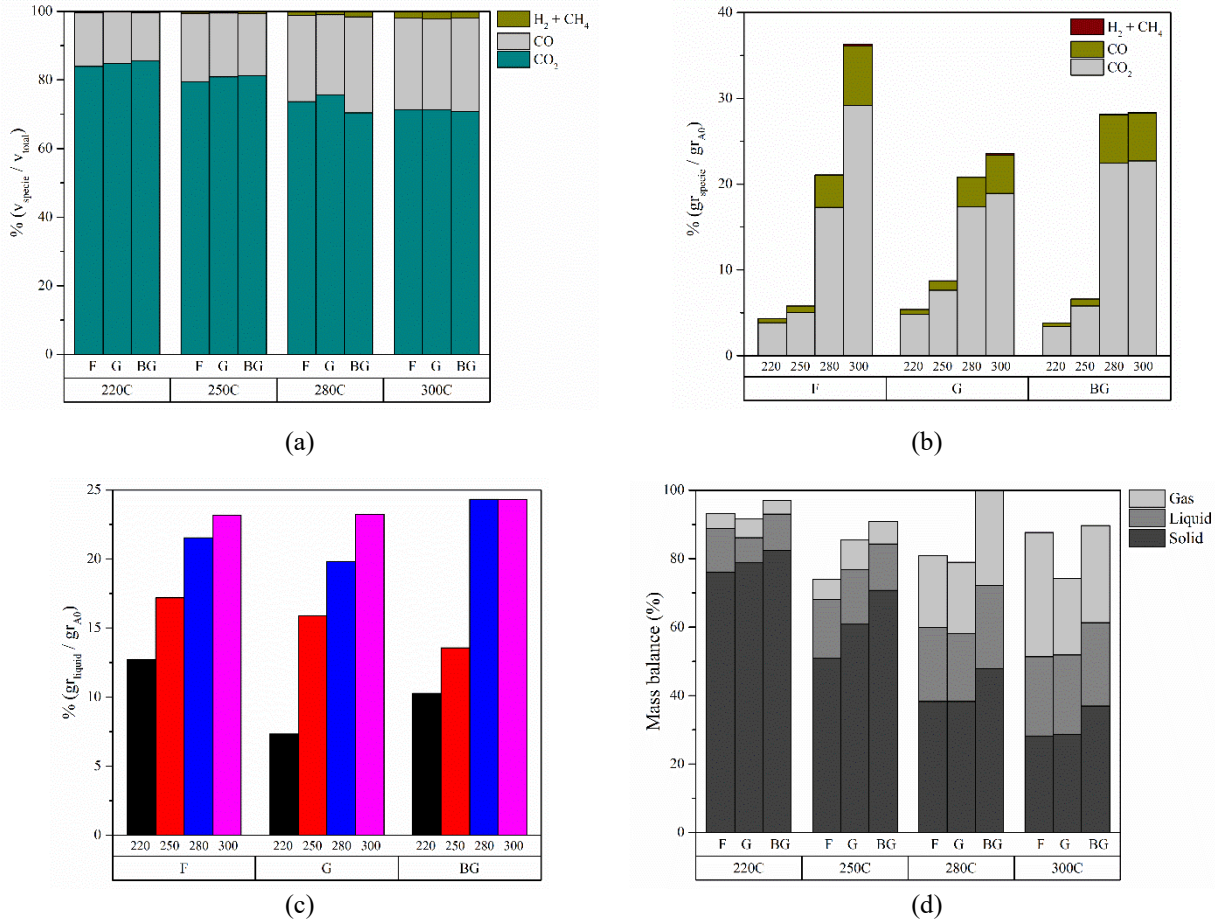 100
80
60
40
20
0
% (v_specie / v_total)
F G BG F G BG F G BG F G BG
220C 250C 280C 300C
H₂ + CH₄
CO
CO₂
(a)
40
30
20
10
0
% (gr_specie / gr_A0)
220 250 280 300 220 250 280 300 220 250 280 300
F G BG
H₂ + CH₄
CO
CO₂
(b)
25
20
15
10
5
0
% (gr_liquid / gr_A0)
220 250 280 300 220 250 280 300 220 250 280 300
F G BG
(c)
100
80
60
40
20
0
Mass balance (%)
F G BG F G BG F G BG F G BG
220C 250C 280C 300C
Gas
Liquid
Solid
(d)